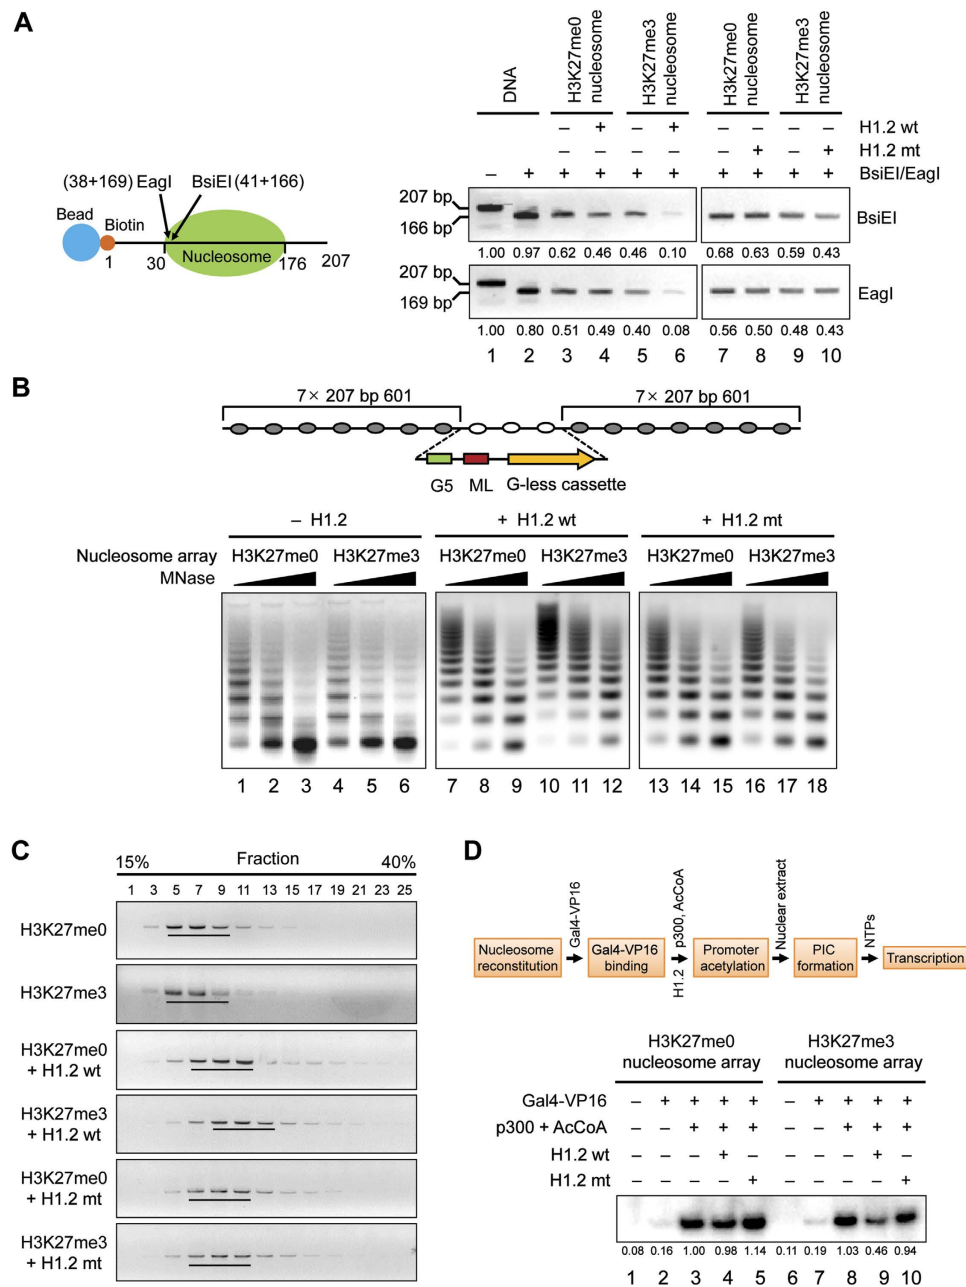 A
DNA
H3K27me0
nucleosome
H3K27me3
nucleosome
H3k27me0
nucleosome
H3K27me3
nucleosome
– + – + – – – – H1.2 wt
– + – + H1.2 mt
– + + + + + + + + + BsiEI/EagI
(38+169) EagI BsiEI (41+166)
Bead
Biotin
Nucleosome
1 30 176 207
207 bp
166 bp
BsiEI
1.00 0.97 0.62 0.46 0.46 0.10 0.68 0.63 0.59 0.43
207 bp
169 bp
EagI
1.00 0.80 0.51 0.49 0.40 0.08 0.56 0.50 0.48 0.43
1 2 3 4 5 6 7 8 9 10
B
7× 207 bp 601 7× 207 bp 601
G5 ML G-less cassette
– H1.2 + H1.2 wt + H1.2 mt
Nucleosome array H3K27me0 H3K27me3 H3K27me0 H3K27me3 H3K27me0 H3K27me3
MNase
1 2 3 4 5 6 7 8 9 10 11 12 13 14 15 16 17 18
C
15% Fraction 40%
1 3 5 7 9 11 13 15 17 19 21 23 25
H3K27me0
H3K27me3
H3K27me0
+ H1.2 wt
H3K27me3
+ H1.2 wt
H3K27me0
+ H1.2 mt
H3K27me3
+ H1.2 mt
D
Nucleosome
reconstitution
Gal4-VP16
Gal4-VP16
binding
H1.2
p300, AcCoA
Promoter
acetylation
Nuclear extract
PIC
formation
NTPs
Transcription
H3K27me0
nucleosome array
H3K27me3
nucleosome array
Gal4-VP16 – + + + + – + + + +
p300 + AcCoA – – + + + – – + + +
H1.2 wt – – – + – – – – + –
H1.2 mt – – – – + – – – – +
0.08 0.16 1.00 0.98 1.14 0.11 0.19 1.03 0.46 0.94
1 2 3 4 5 6 7 8 9 10